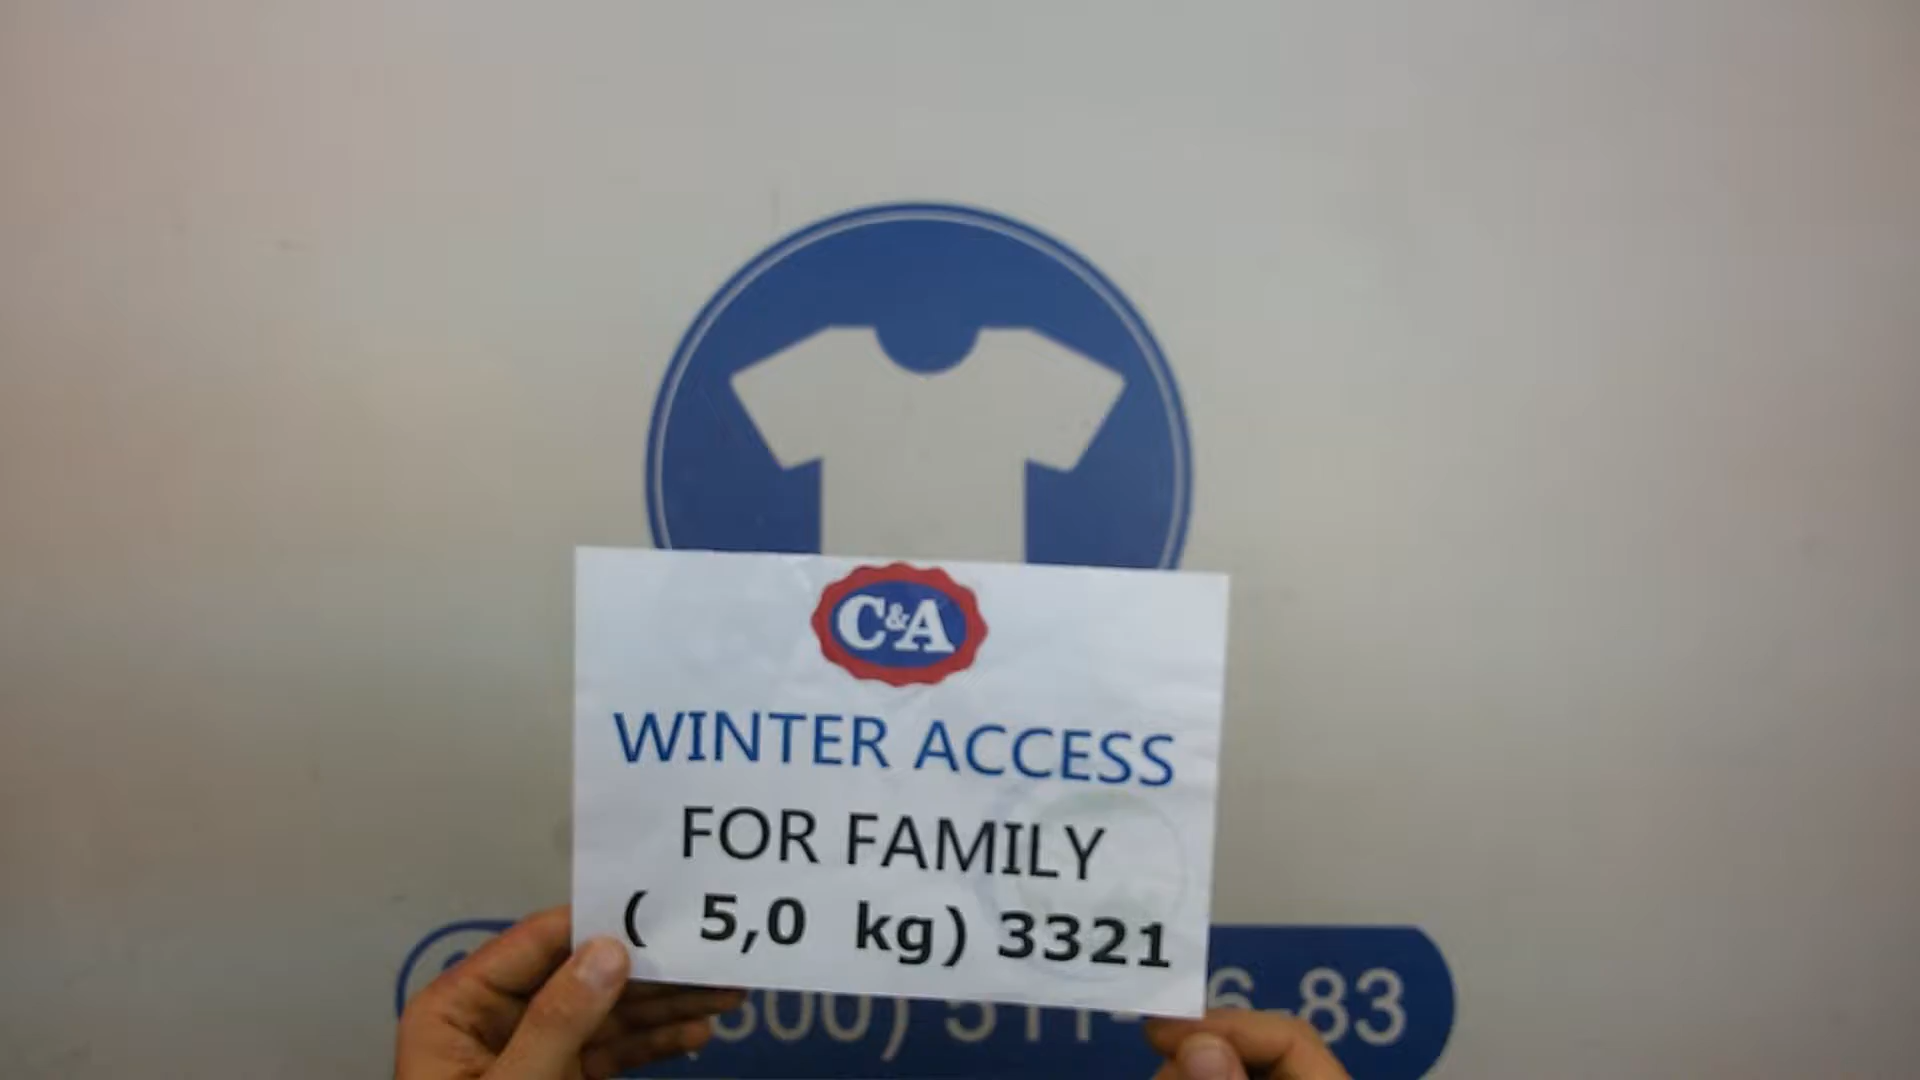 C&A
WINTER ACCESS
FOR FAMILY
( 5,0 kg) 3321